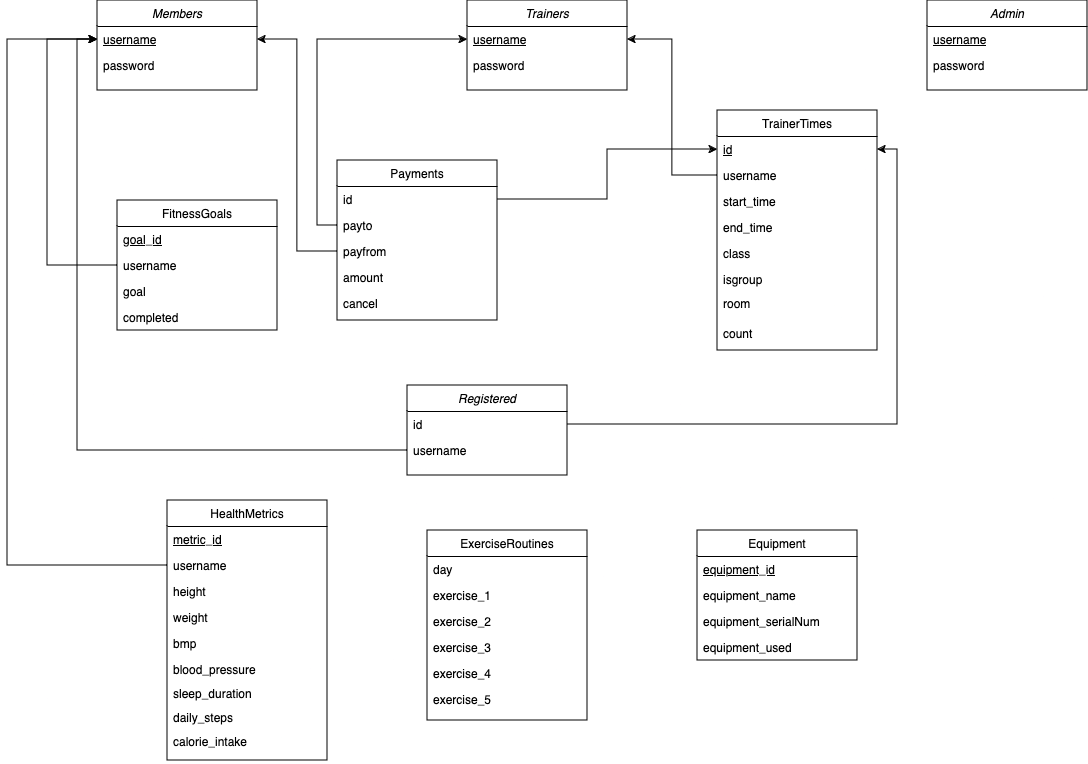 Members
username
password
Trainers
username
password
Admin
username
password
TrainerTimes
id
username
start_time
end_time
class
isgroup
room
count
Payments
id
payto
payfrom
amount
cancel
FitnessGoals
goal_id
username
goal
completed
Registered
id
username
HealthMetrics
metric_id
username
height
weight
bmp
blood_pressure
sleep_duration
daily_steps
calorie_intake
ExerciseRoutines
day
exercise_1
exercise_2
exercise_3
exercise_4
exercise_5
Equipment
equipment_id
equipment_name
equipment_serialNum
equipment_used